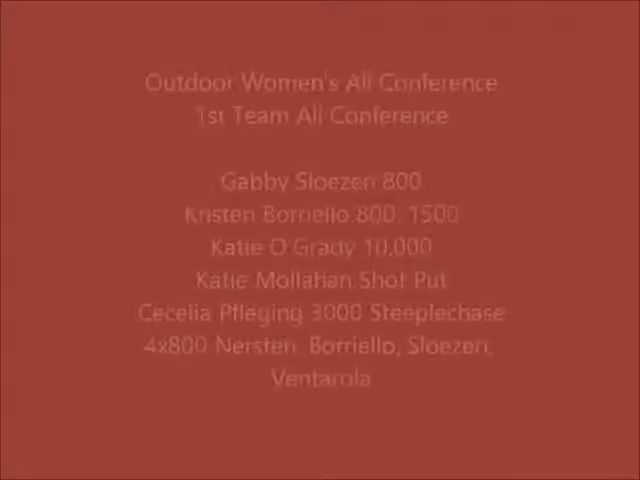 Outdoor Women's All Conference
1st Team All Conference
Gabby Sloezen 800
Kristen Borriello 800, 1500
Katie O'Grady 10,000
Katie Mollahan Shot Put
Cecelia Pfleging 3000 Steeplechase
4x800 Nersten, Borriello, Sloezen,
Ventarola